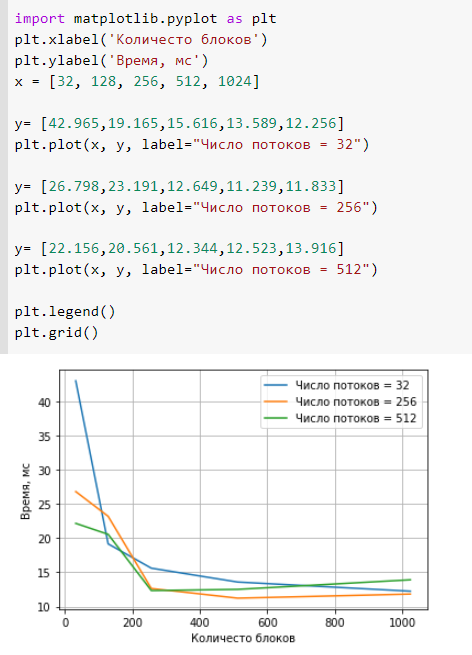 import matplotlib.pyplot as plt
plt.xlabel('Количесто блоков')
plt.ylabel('Время, мс')
x = [32, 128, 256, 512, 1024]
y= [42.965,19.165,15.616,13.589,12.256]
plt.plot(x, y, label="Число потоков = 32")
y= [26.798,23.191,12.649,11.239,11.833]
plt.plot(x, y, label="Число потоков = 256")
y= [22.156,20.561,12.344,12.523,13.916]
plt.plot(x, y, label="Число потоков = 512")
plt.legend()
plt.grid()
Число потоков = 32
Число потоков = 256
Число потоков = 512
Время, мс
40
35
30
25
20
15
10
0 200 400 600 800 1000
Количесто блоков